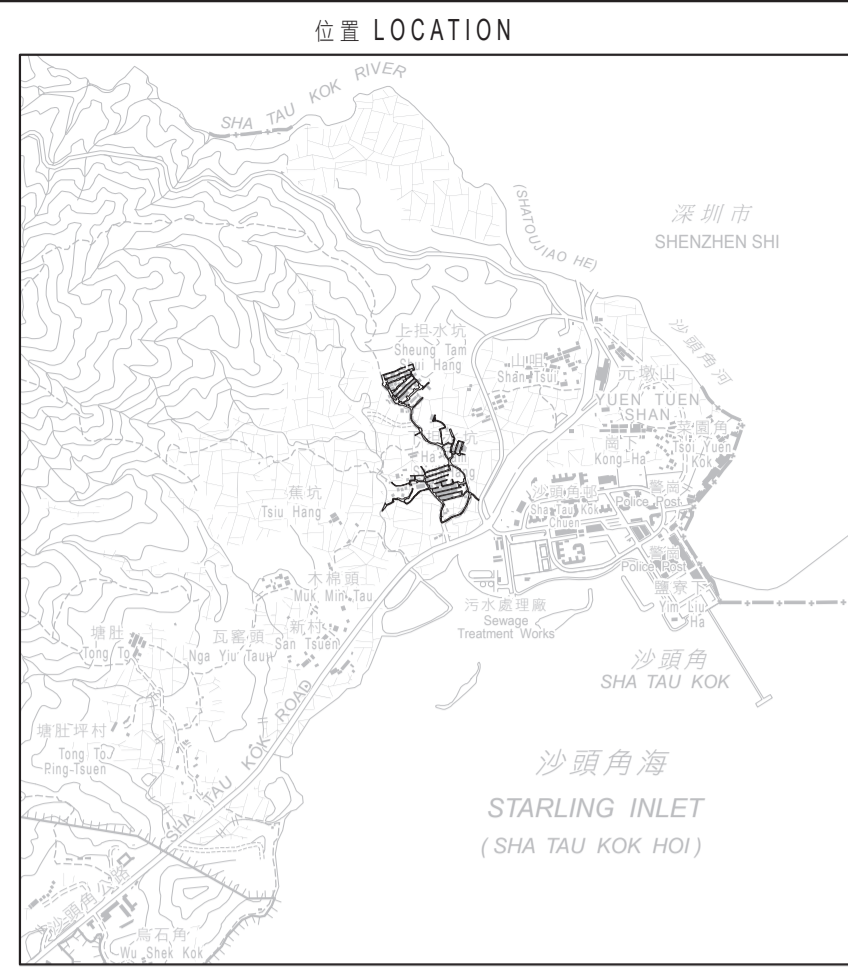 位置 LOCATION
SHA TAU KOK RIVER
(SHATOUJIAO HE)
深圳市
SHENZHEN SHI
沙頭角河
上担水坑
Sheung Tam
Shui Hang
山咀
Shan Tsui
元墩山
YUEN TUEN
SHAN
菜園角
Tsoi Yuen
Kok
崗下
Kong Ha
坑
Ha Tam
蕉坑
Tsiu Hang
沙頭角邨
Sha Tau Kok
Chuen
警崗
Police Post
警崗
Police Post
鹽寮下
Yim Liu
Ha
木棉頭
Muk Min Tau
污水處理廠
Sewage
Treatment Works
新村
San Tsuen
瓦窰頭
Nga Yiu Tau
塘肚
Tong To
沙頭角
SHA TAU KOK
塘肚坪村
Tong To
Ping Tsuen
SHA TAU KOK ROAD
沙頭角海
STARLING INLET
(SHA TAU KOK HOI)
沙頭角公路
烏石角
Wu Shek Kok